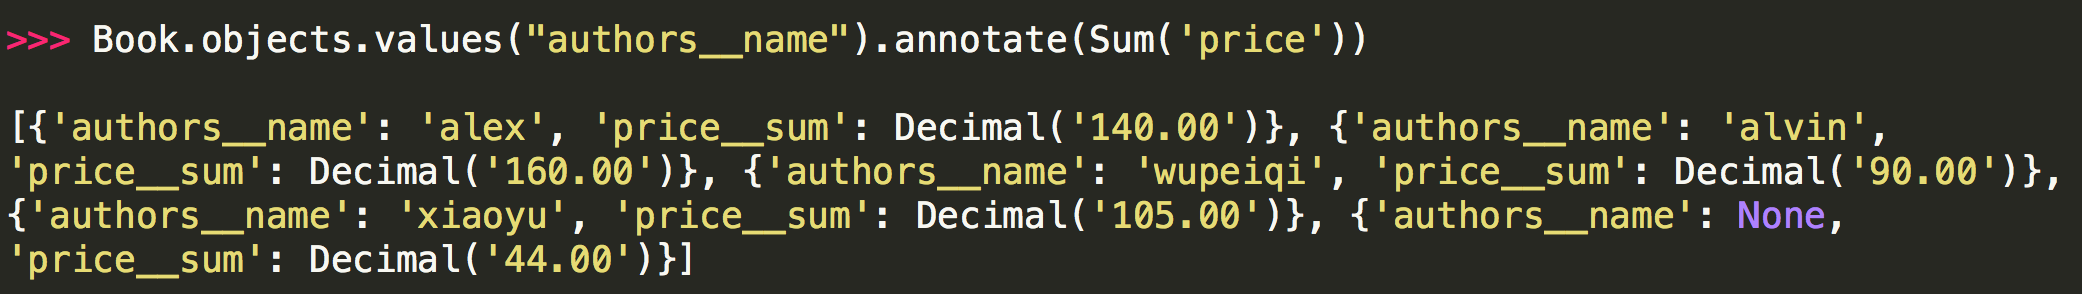 >>> Book.objects.values("authors__name").annotate(Sum('price'))
[{'authors__name': 'alex', 'price__sum': Decimal('140.00')}, {'authors__name': 'alvin',
'price__sum': Decimal('160.00')}, {'authors__name': 'wupeiqi', 'price__sum': Decimal('90.00')},
{'authors__name': 'xiaoyu', 'price__sum': Decimal('105.00')}, {'authors__name': None,
'price__sum': Decimal('44.00')}]